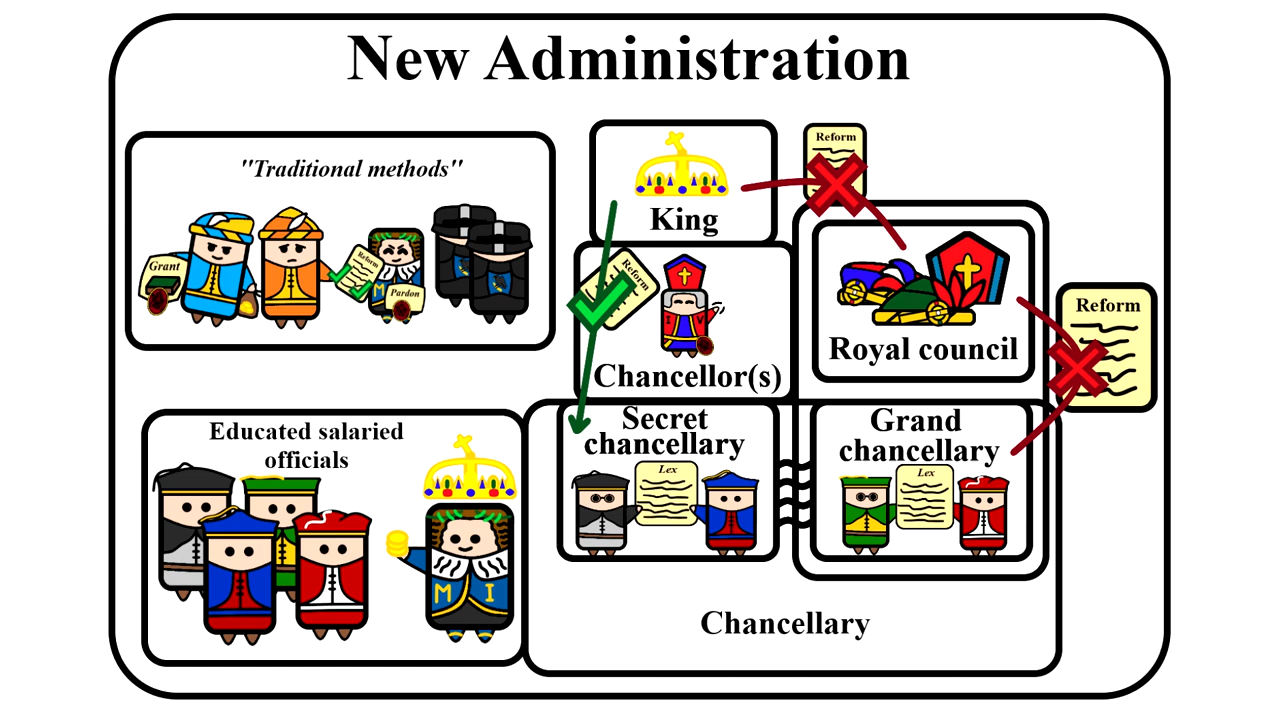 New Administration
"Traditional methods"
Grant
Reform
M
Pardon
King
Reform
Reform
I V
Chancellor(s)
Royal council
Reform
Educated salaried
officials
M I
Secret
chancellary
Lex
Grand
chancellary
Lex
Chancellary